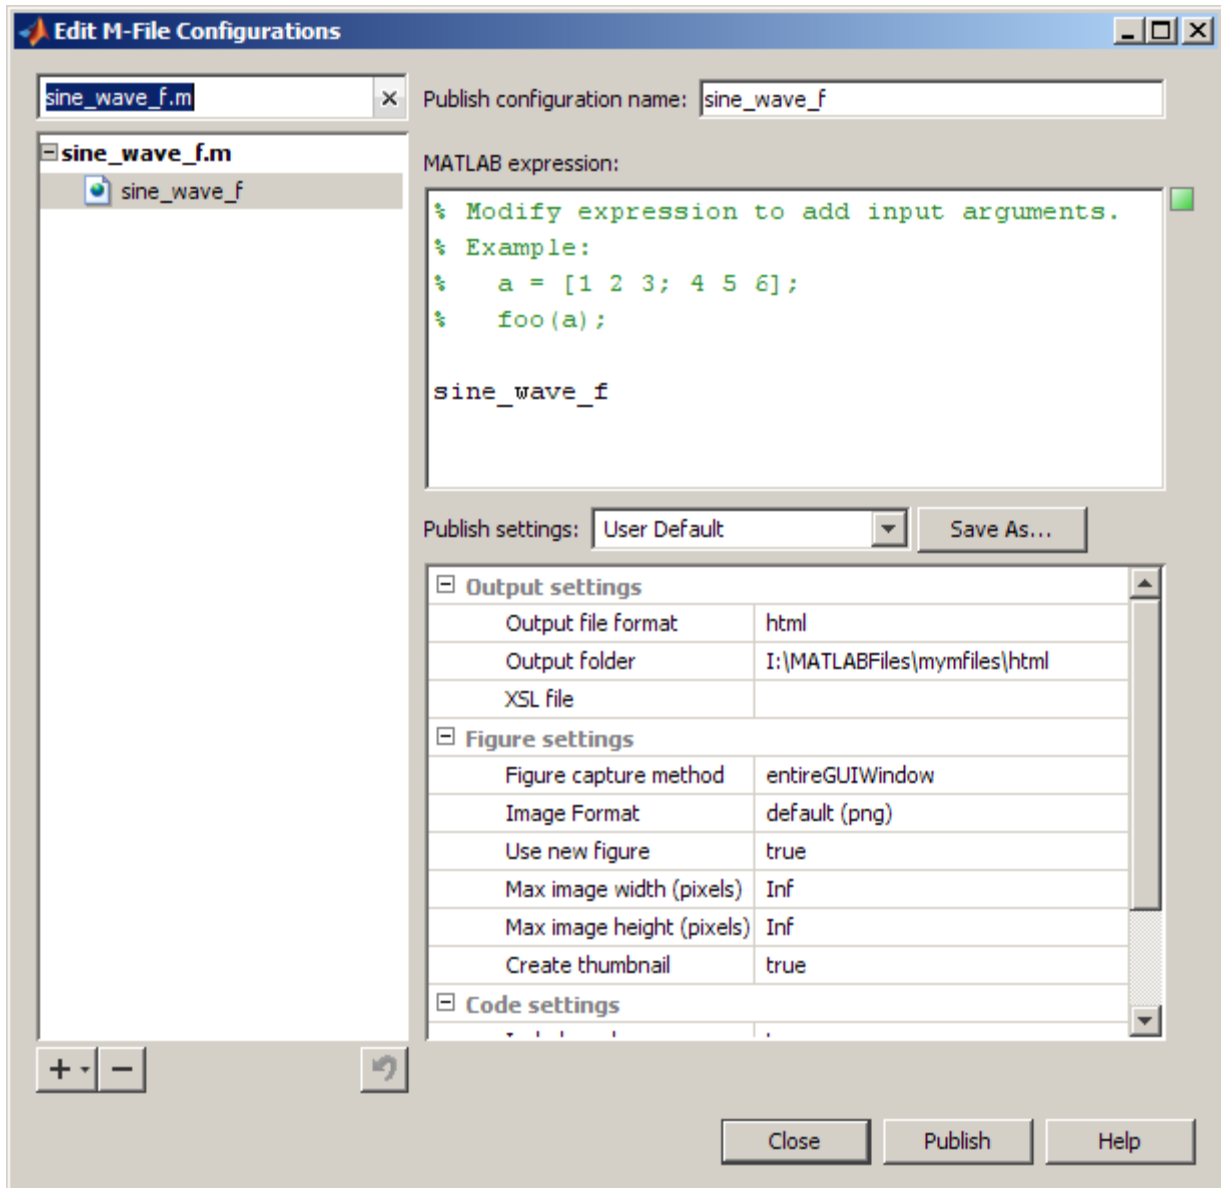 Edit M-File Configurations
sine_wave_f.m
Publish configuration name: sine_wave_f
sine_wave_f.m
sine_wave_f
MATLAB expression:
% Modify expression to add input arguments.
% Example:
%   a = [1 2 3; 4 5 6];
%   foo(a);
sine_wave_f
Publish settings: User Default Save As...
Output settings
Output file format html
Output folder I:\MATLABFiles\mymfiles\html
XSL file
Figure settings
Figure capture method entireGUIWindow
Image Format default (png)
Use new figure true
Max image width (pixels) Inf
Max image height (pixels) Inf
Create thumbnail true
Code settings
Close Publish Help